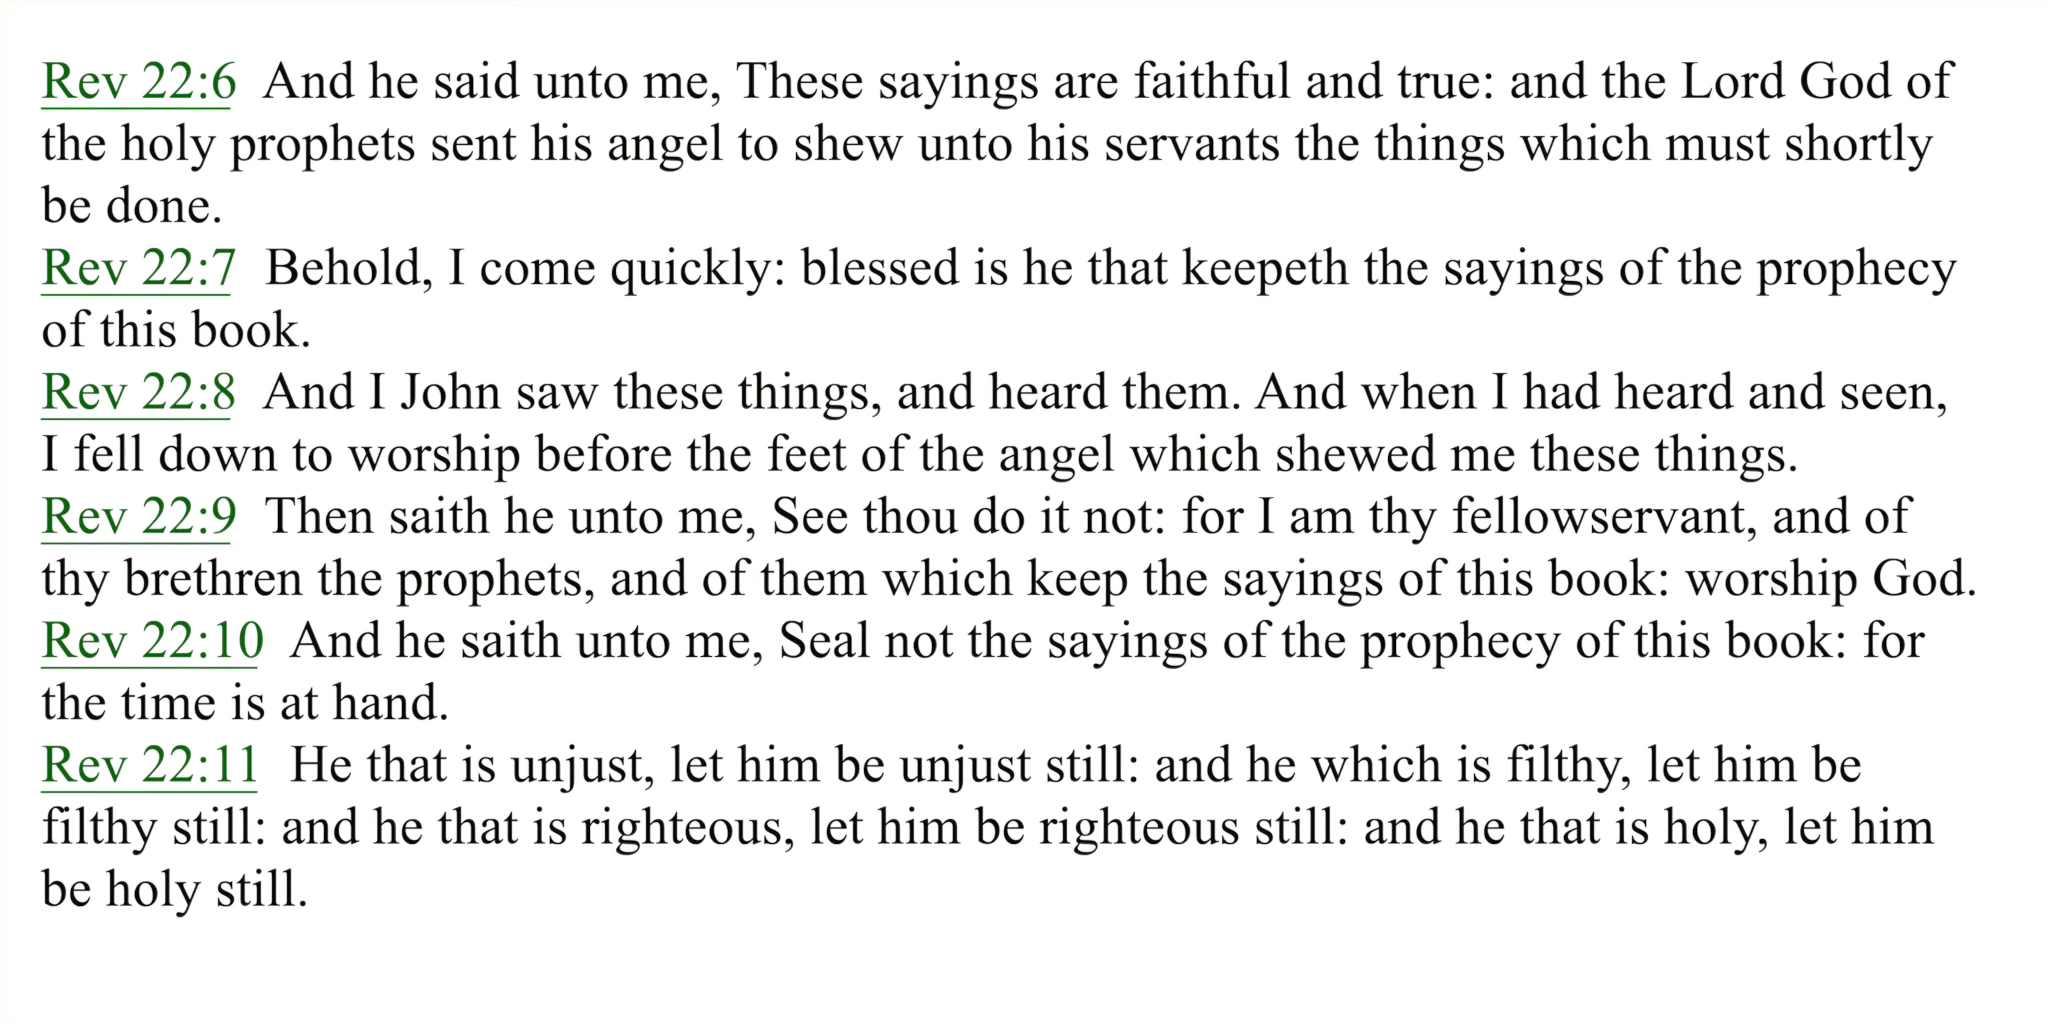 Rev 22:6 And he said unto me, These sayings are faithful and true: and the Lord God of
the holy prophets sent his angel to shew unto his servants the things which must shortly
be done.
Rev 22:7 Behold, I come quickly: blessed is he that keepeth the sayings of the prophecy
of this book.
Rev 22:8 And I John saw these things, and heard them. And when I had heard and seen,
I fell down to worship before the feet of the angel which shewed me these things.
Rev 22:9 Then saith he unto me, See thou do it not: for I am thy fellowservant, and of
thy brethren the prophets, and of them which keep the sayings of this book: worship God.
Rev 22:10 And he saith unto me, Seal not the sayings of the prophecy of this book: for
the time is at hand.
Rev 22:11 He that is unjust, let him be unjust still: and he which is filthy, let him be
filthy still: and he that is righteous, let him be righteous still: and he that is holy, let him
be holy still.